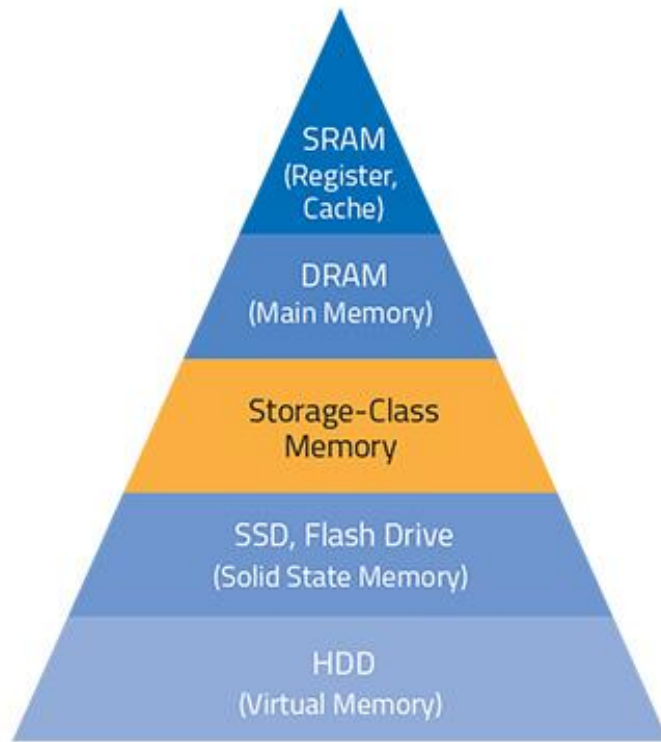 SRAM
(Register,
Cache)
DRAM
(Main Memory)
Storage-Class
Memory
SSD, Flash Drive
(Solid State Memory)
HDD
(Virtual Memory)